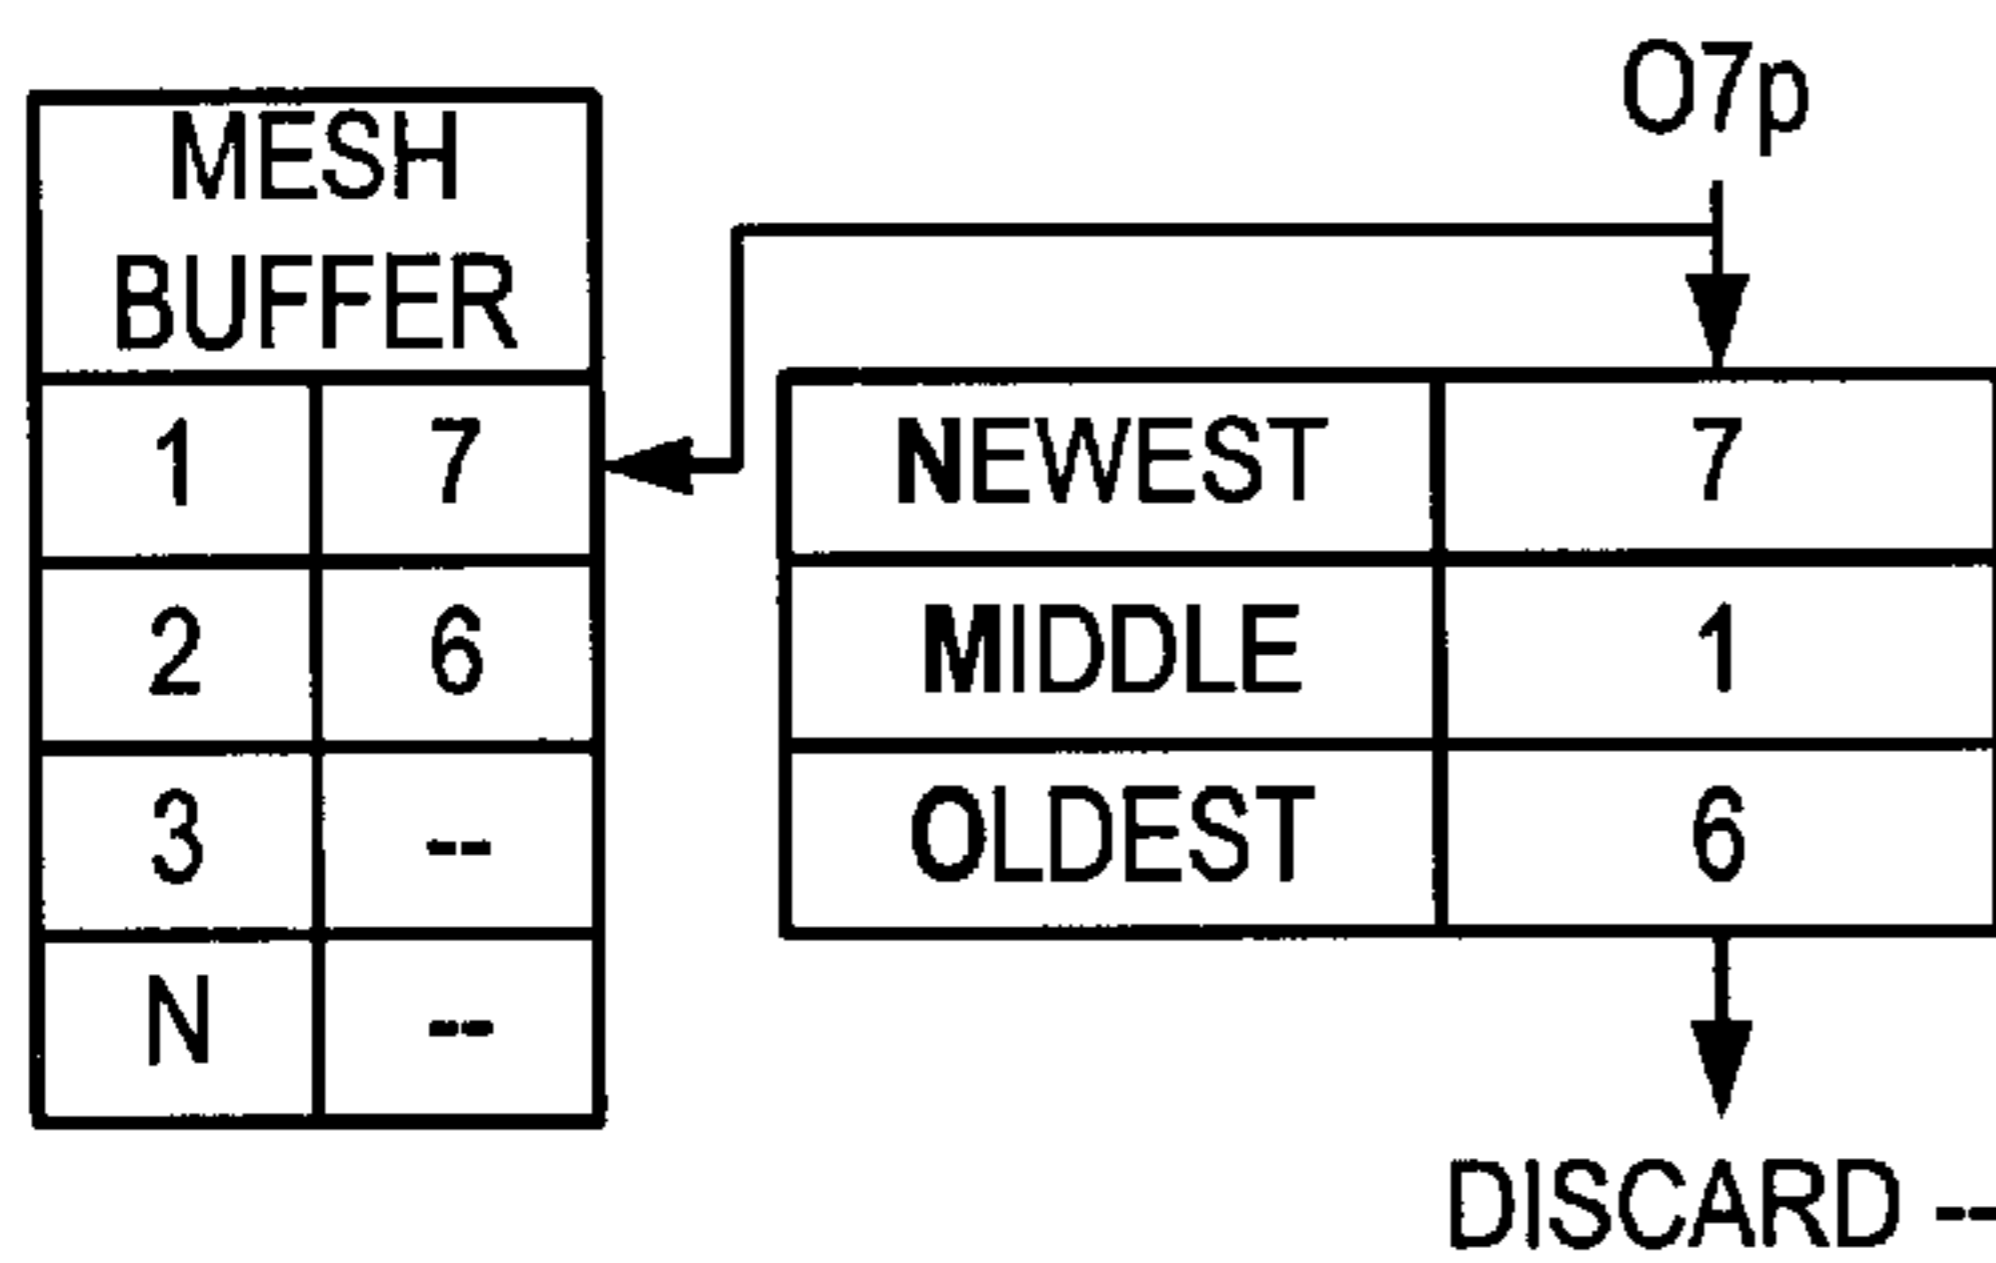 O7p
MESH
BUFFER
1 7
2 6
3 --
N --
NEWEST 7
MIDDLE 1
OLDEST 6
DISCARD --